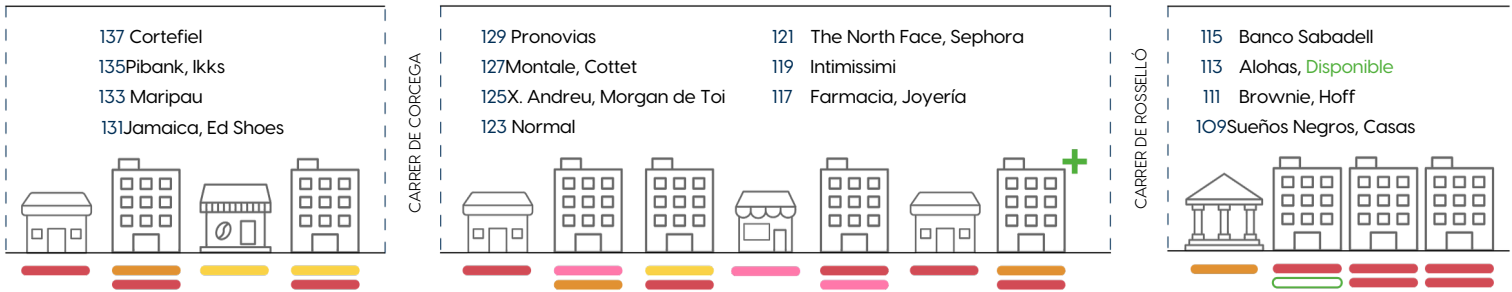 137 Cortefiel
135Pibank, Ikks
133 Maripau
131Jamaica, Ed Shoes
CARRER DE CORCEGA
129 Pronovias
127Montale, Cottet
125X. Andreu, Morgan de Toi
123 Normal
121 The North Face, Sephora
119 Intimissimi
117 Farmacia, Joyería
CARRER DE ROSSELLÓ
115 Banco Sabadell
113 Alohas, Disponible
111 Brownie, Hoff
109Sueños Negros, Casas